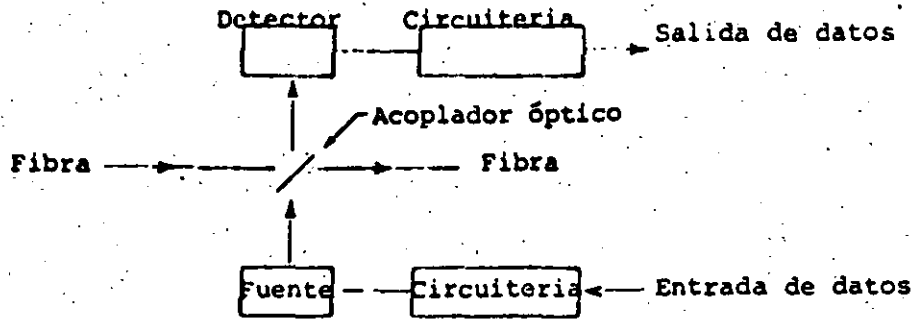 Detector Circuiteria
Salida de datos
Acoplador óptico
Fibra Fibra
Fuente Circuiteria Entrada de datos